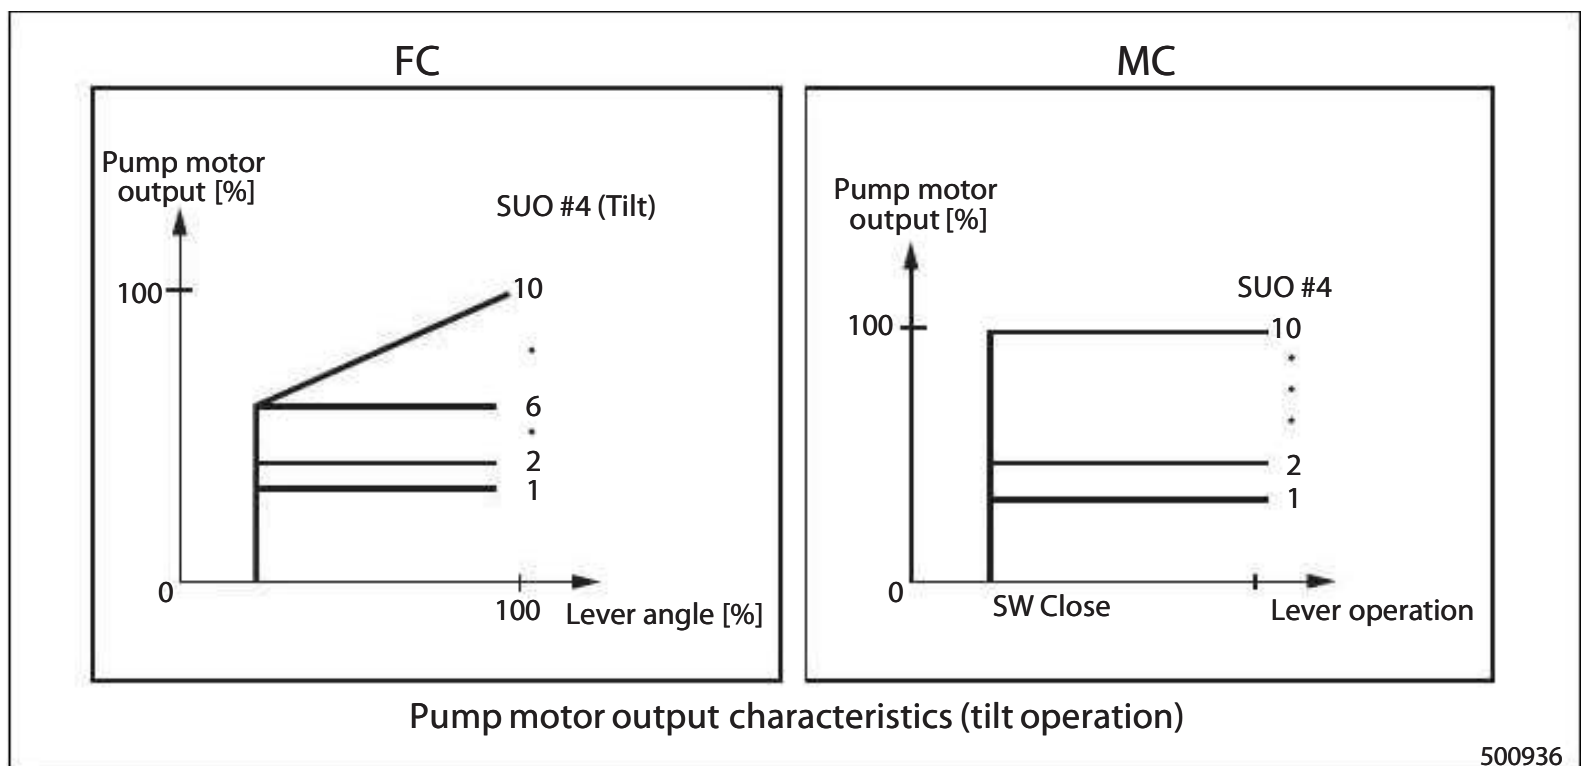 FC
Pump motor
output [%]
SUO #4 (Tilt)
100
10
6
2
1
0
100
Lever angle [%]
MC
Pump motor
output [%]
SUO #4
100
10
2
1
0
SW Close
Lever operation
Pump motor output characteristics (tilt operation)
500936